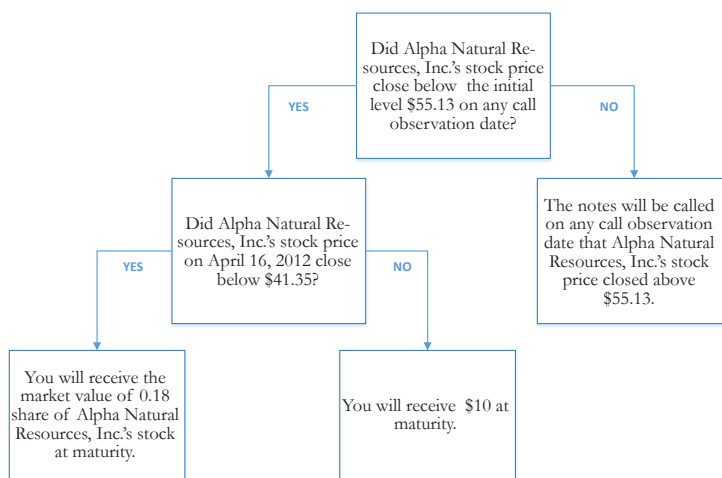 Did Alpha Natural Re-
sources, Inc.'s stock price
close below the initial
level $55.13 on any call
observation date?
YES
NO
Did Alpha Natural Re-
sources, Inc.'s stock price
on April 16, 2012 close
below $41.35?
The notes will be called
on any call observation
date that Alpha Natural
Resources, Inc.'s stock
price closed above
$55.13.
YES
NO
You will receive the
market value of 0.18
share of Alpha Natural
Resources, Inc.'s stock
at maturity.
You will receive $10 at
maturity.